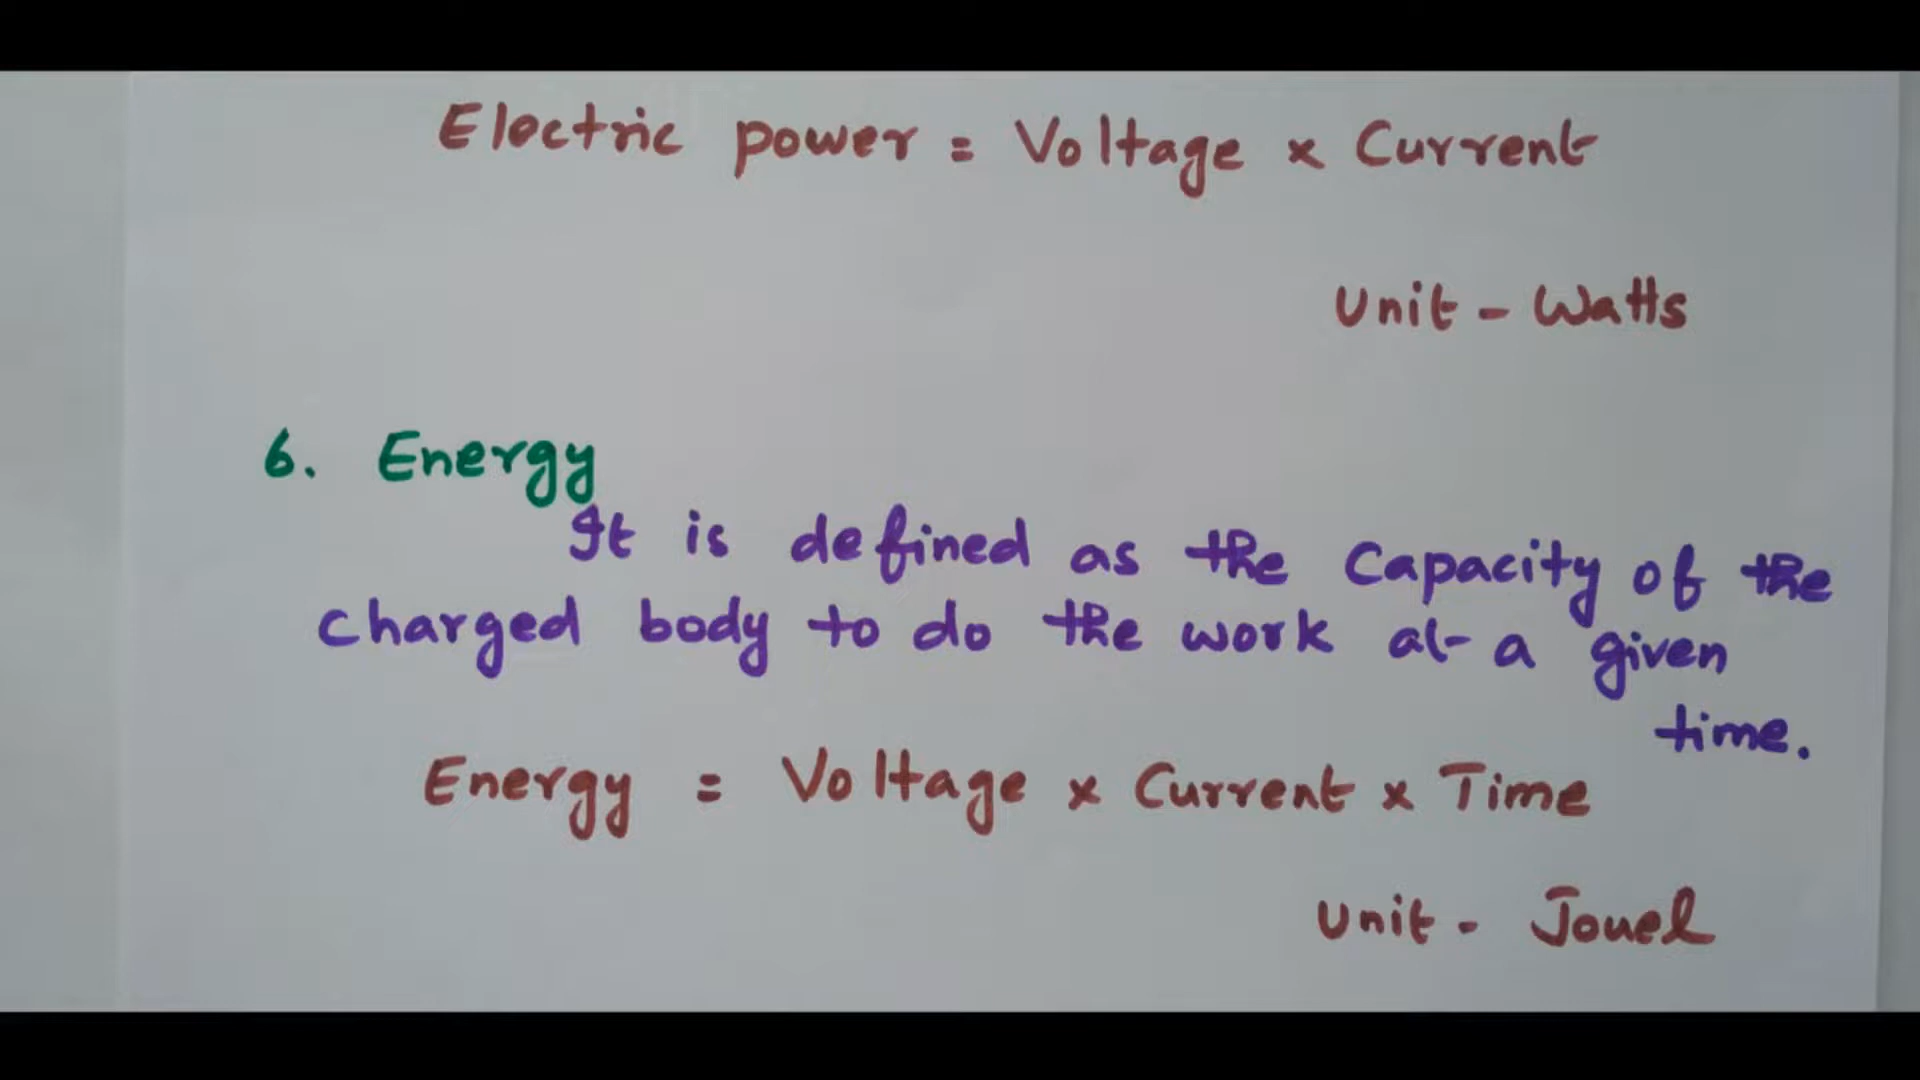 Electric power = Voltage x Current
Unit - Watts
6. Energy
It is defined as the Capacity of the
charged body to do the work at a given
time.
Energy = Voltage x Current x Time
Unit - Jouel